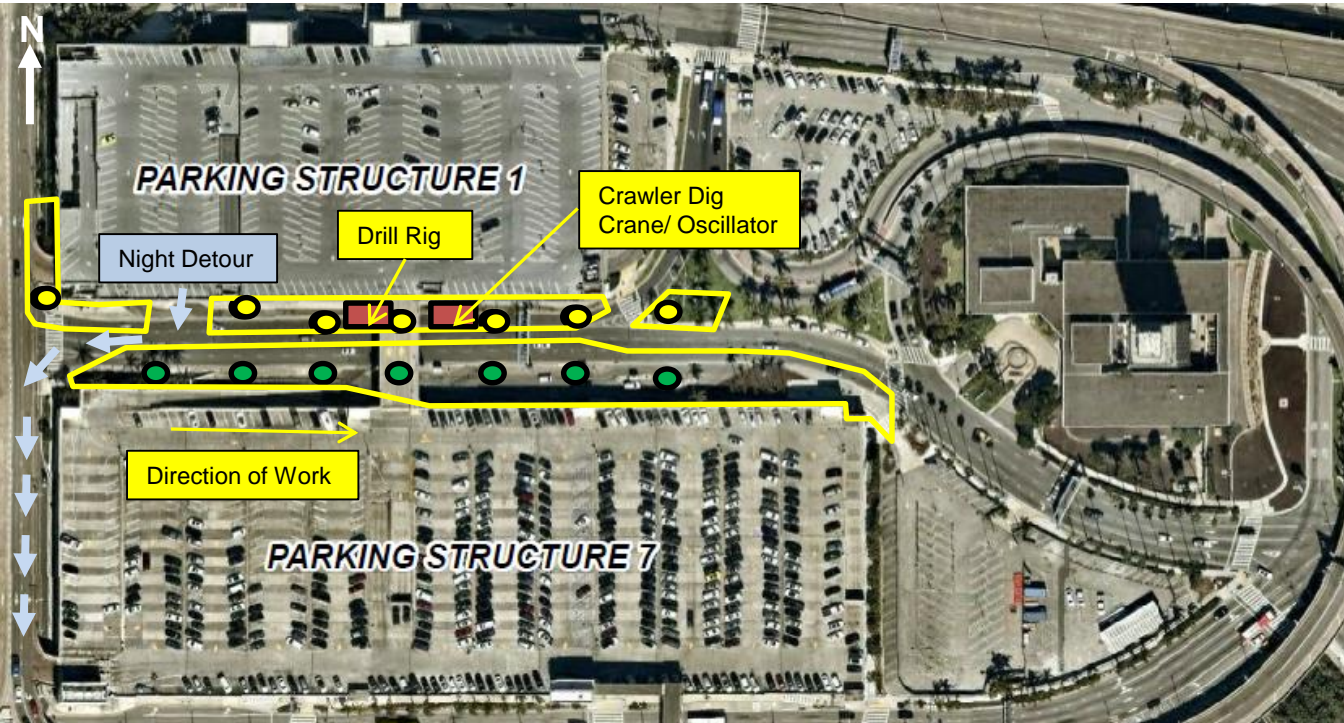 N
PARKING STRUCTURE 1
Crawler Dig
Crane/ Oscillator
Drill Rig
Night Detour
Direction of Work
PARKING STRUCTURE 7